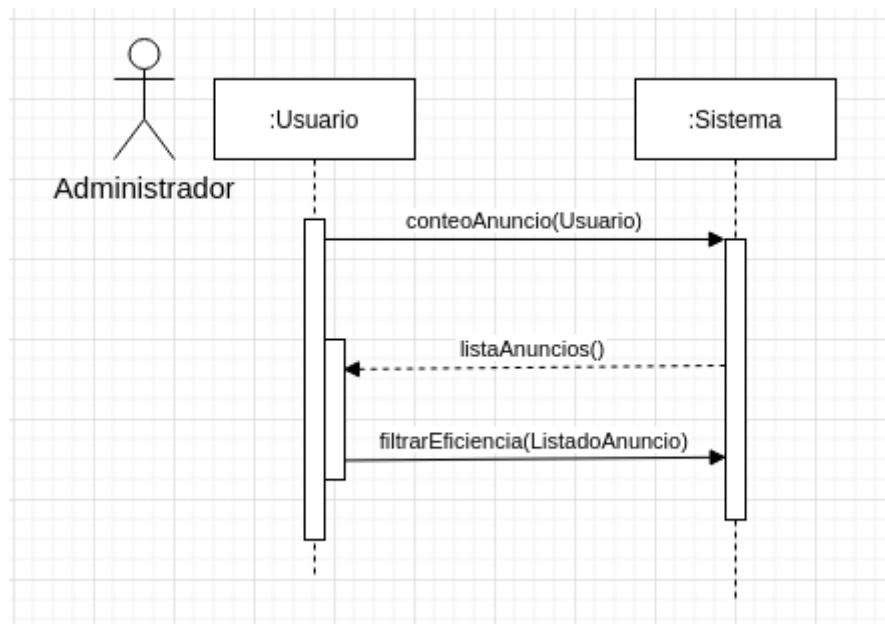 :Usuario
:Sistema
Administrador
conteoAnuncio(Usuario)
listaAnuncios()
filtrarEficiencia(ListadoAnuncio)